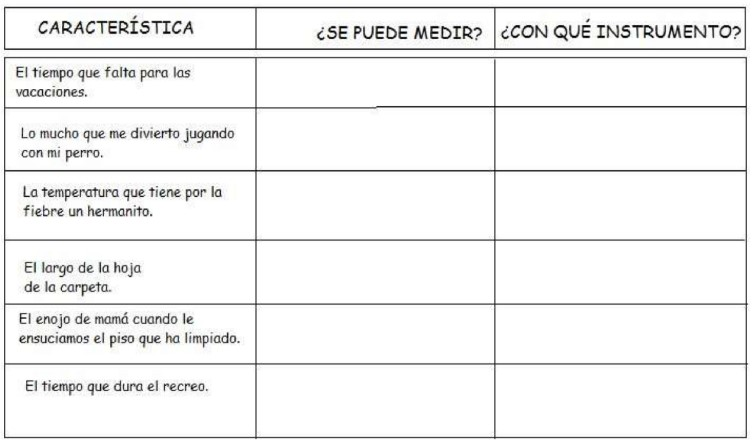 CARACTERÍSTICA
¿SE PUEDE MEDIR?
¿CON QUÉ INSTRUMENTO?
El tiempo que falta para las
vacaciones.
Lo mucho que me divierto jugando
con mi perro.
La temperatura que tiene por la
fiebre un hermanito.
El largo de la hoja
de la carpeta.
El enojo de mamá cuando le
ensuciamos el piso que ha limpiado.
El tiempo que dura el recreo.